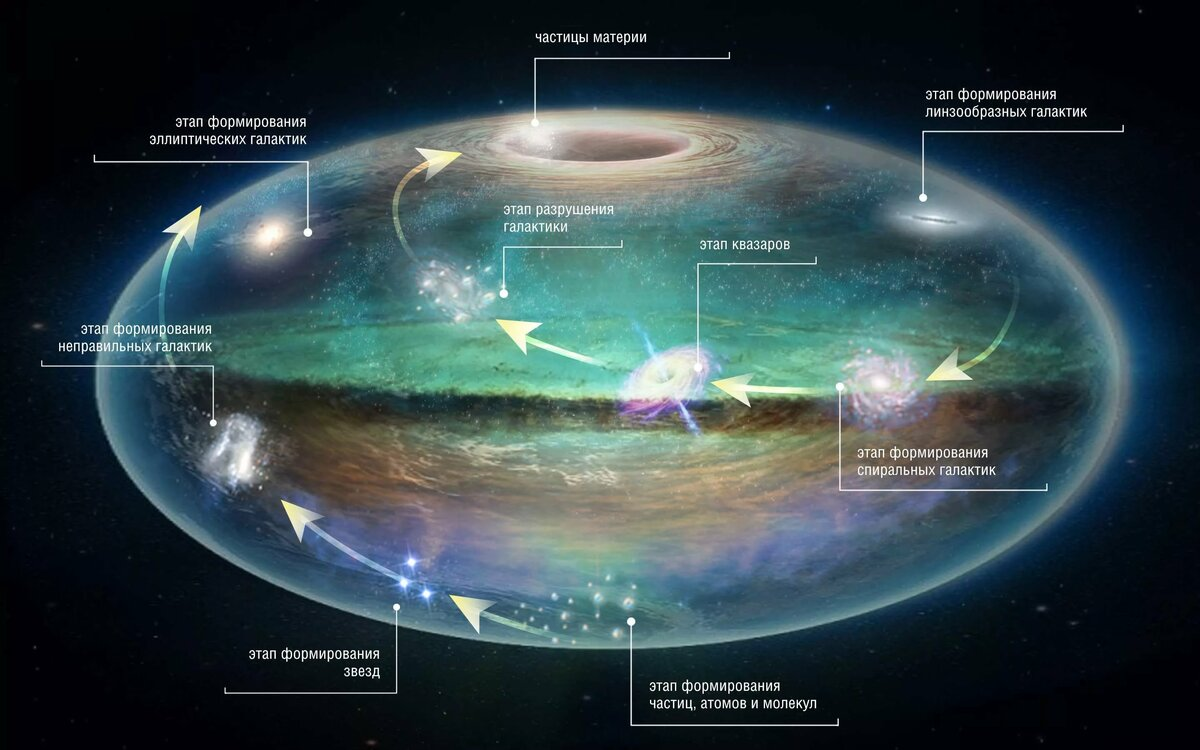 частицы материи
этап формирования
линзообразных галактик
этап формирования
эллиптических галактик
этап разрушения
галактики
этап квазаров
этап формирования
неправильных галактик
этап формирования
спиральных галактик
этап формирования
звезд
этап формирования
частиц, атомов и молекул